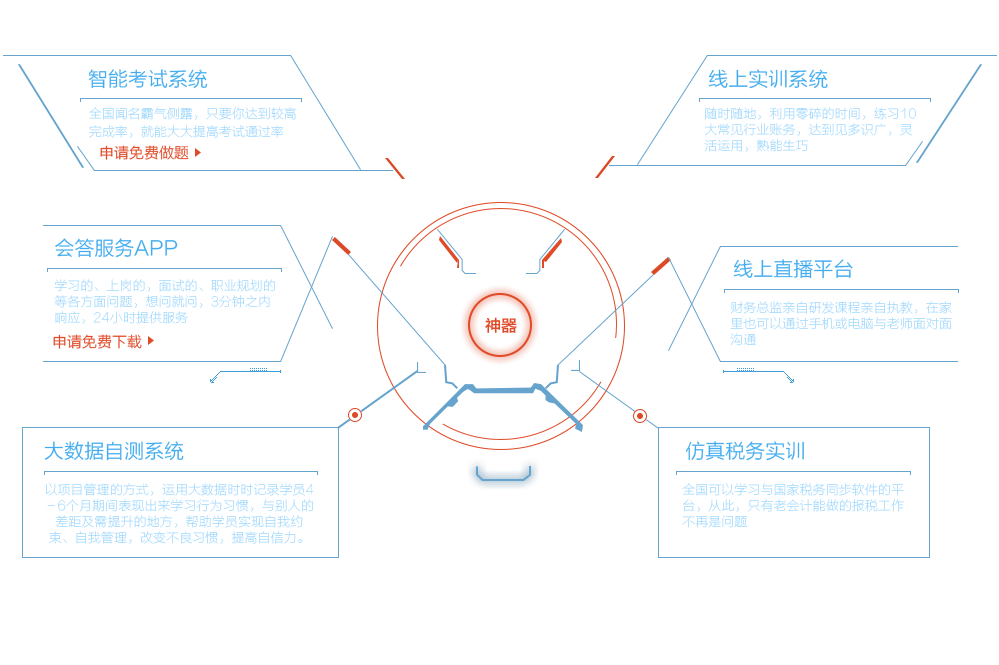 智能考试系统
全国闻名霸气侧露，只要你达到较高
完成率，就能大大提高考试通过率
申请免费做题
线上实训系统
随时随地，利用零碎的时间，练习10
大常见行业账务，达到见多识广，灵
活运用，熟能生巧
会答服务APP
学习的、上岗的，面试的、职业规划的
等各方面问题，想问就问，3分钟之内
响应，24小时提供服务
申请免费下载
线上直播平台
财务总监亲自研发课程亲自执教，在家
里也可以通过手机或电脑与老师面对面
沟通
神器
大数据自测系统
以项目管理的方式，运用大数据时时记录学员4
-6个月期间表现出来学习行为习惯，与别人的
差距及需提升的地方，帮助学员实现自我约
束、自我管理，改变不良习惯，提高自信力。
仿真税务实训
全国可以学习与国家税务同步软件的平
台，从此，只有老会计能做的报税工作
不再是问题